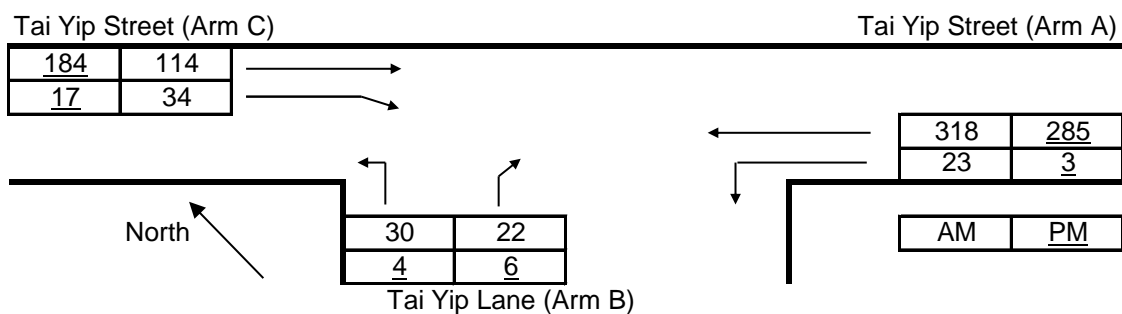 Tai Yip Street (Arm C) Tai Yip Street (Arm A)
184 114
17 34
318 285
23 3
North
30 22
AM PM
4 6
Tai Yip Lane (Arm B)